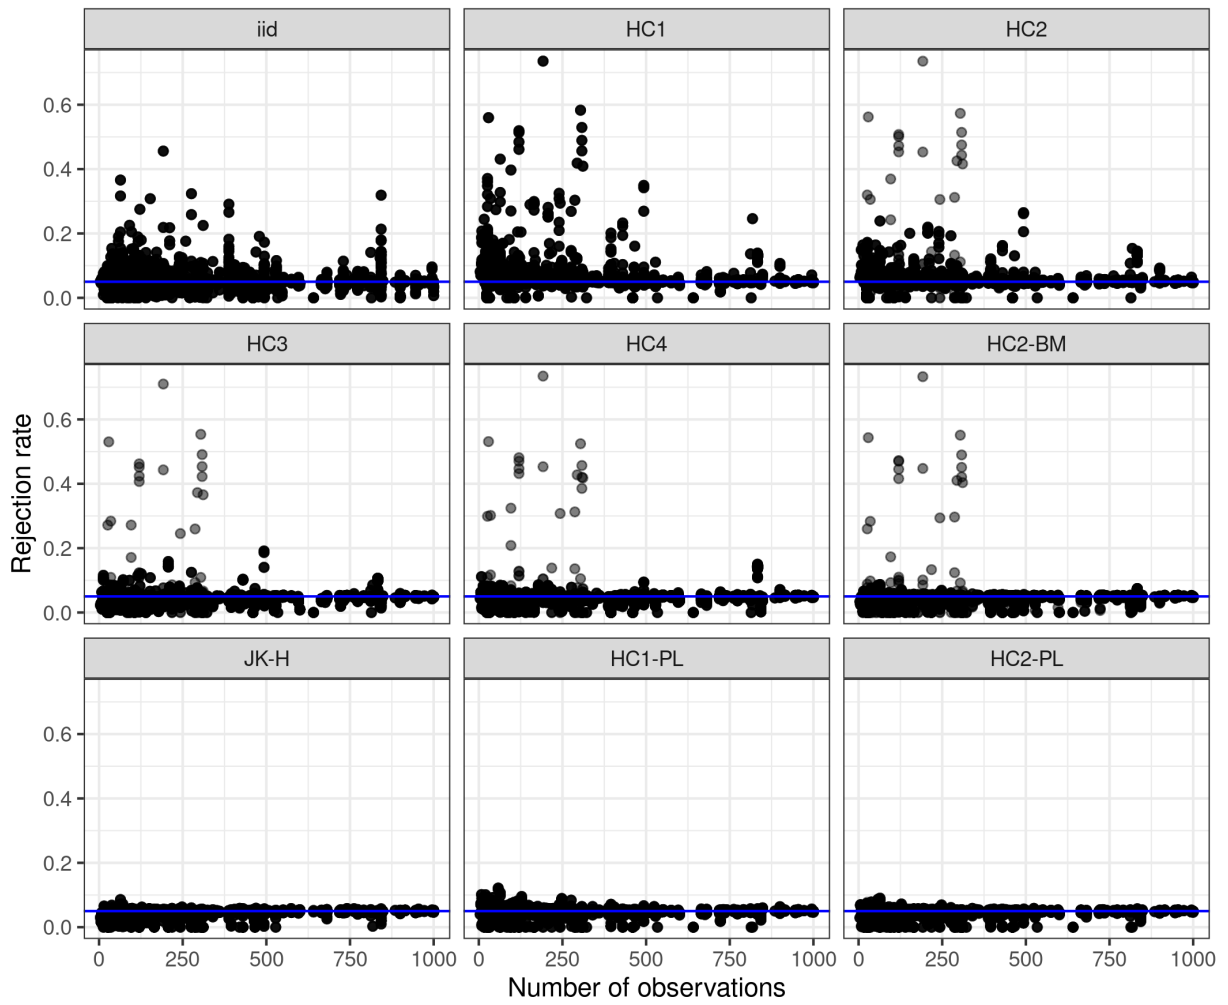 iid HC1 HC2
0.6
0.4
0.2
0.0
HC3 HC4 HC2-BM
Rejection rate
0.6
0.4
0.2
0.0
JK-H HC1-PL HC2-PL
0.6
0.4
0.2
0.0
0 250 500 750 1000 0 250 500 750 1000 0 250 500 750 1000
Number of observations